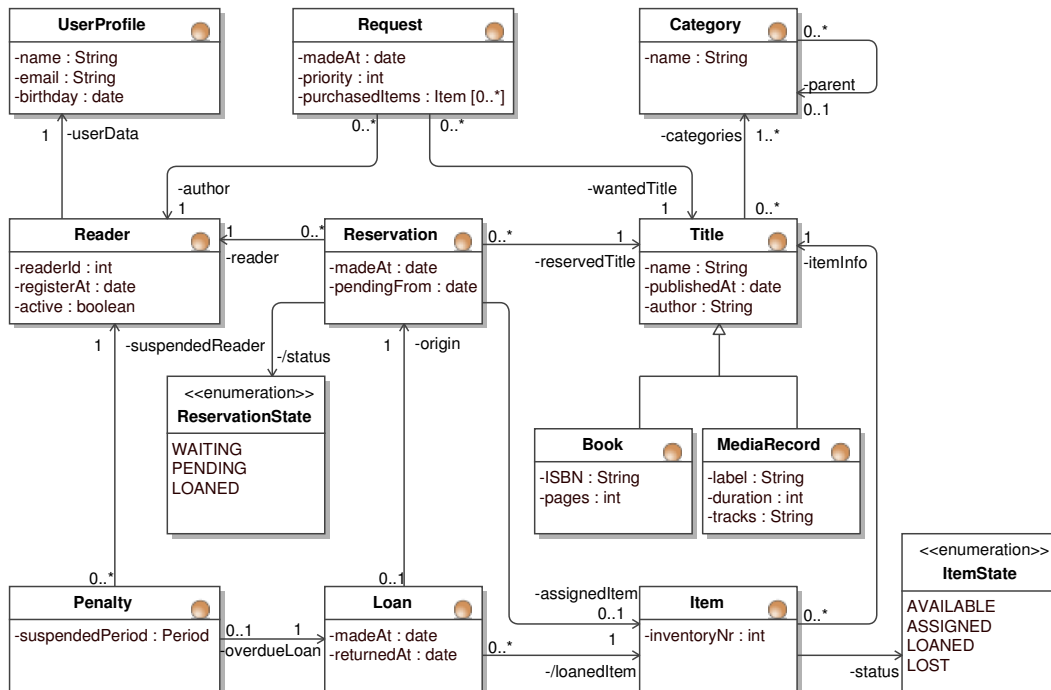 UserProfile
-name : String
-email : String
-birthday : date
Request
-madeAt : date
-priority : int
-purchasedItems : Item [0..*]
Category
-name : String
0..*
-parent
0..1
1
-userData
0..*
0..*
-categories
1..*
-author
1
-wantedTitle
1
0..*
Reader
-readerId : int
-registerAt : date
-active : boolean
1
0..*
-reader
Reservation
-madeAt : date
-pendingFrom : date
0..*
1
-reservedTitle
Title
-name : String
-publishedAt : date
-author : String
1
-itemInfo
1
-suspendedReader
-/status
1
-origin
<<enumeration>>
ReservationState
WAITING
PENDING
LOANED
Book
-ISBN : String
-pages : int
MediaRecord
-label : String
-duration : int
-tracks : String
<<enumeration>>
ItemState
AVAILABLE
ASSIGNED
LOANED
LOST
0..*
0..1
-assignedItem
0..1
Penalty
-suspendedPeriod : Period
0..1
1
-overdueLoan
Loan
-madeAt : date
-returnedAt : date
0..*
1
-/loanedItem
Item
-inventoryNr : int
0..*
-status